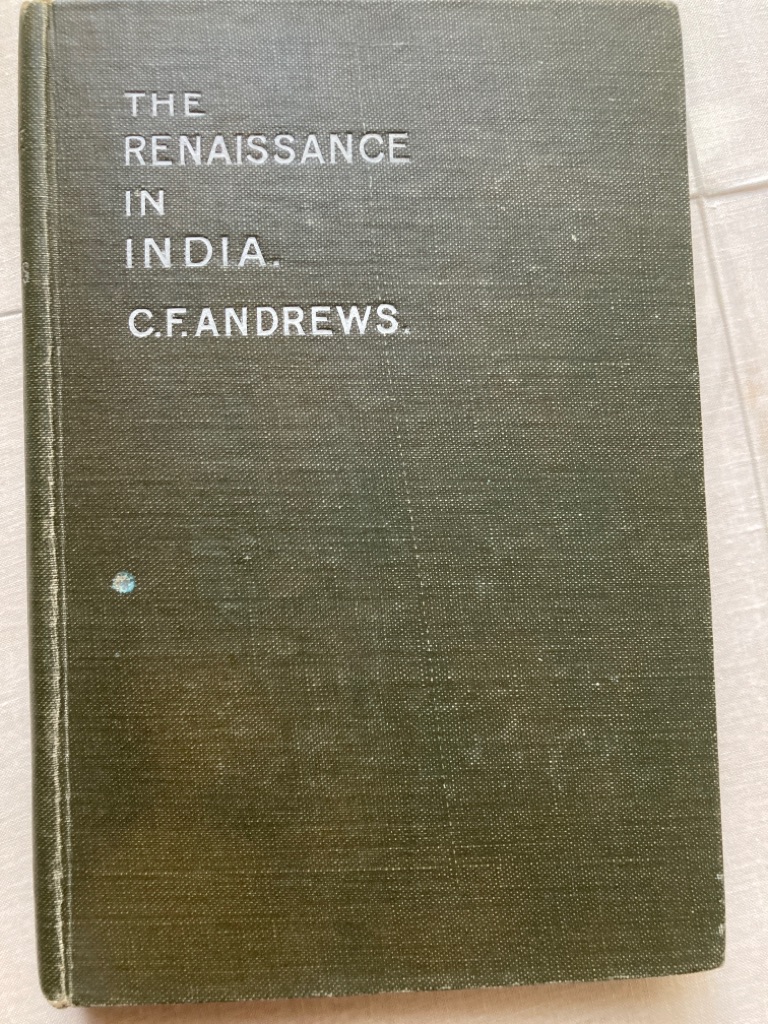 THE
RENAISSANCE
IN
INDIA.
C.F.ANDREWS.